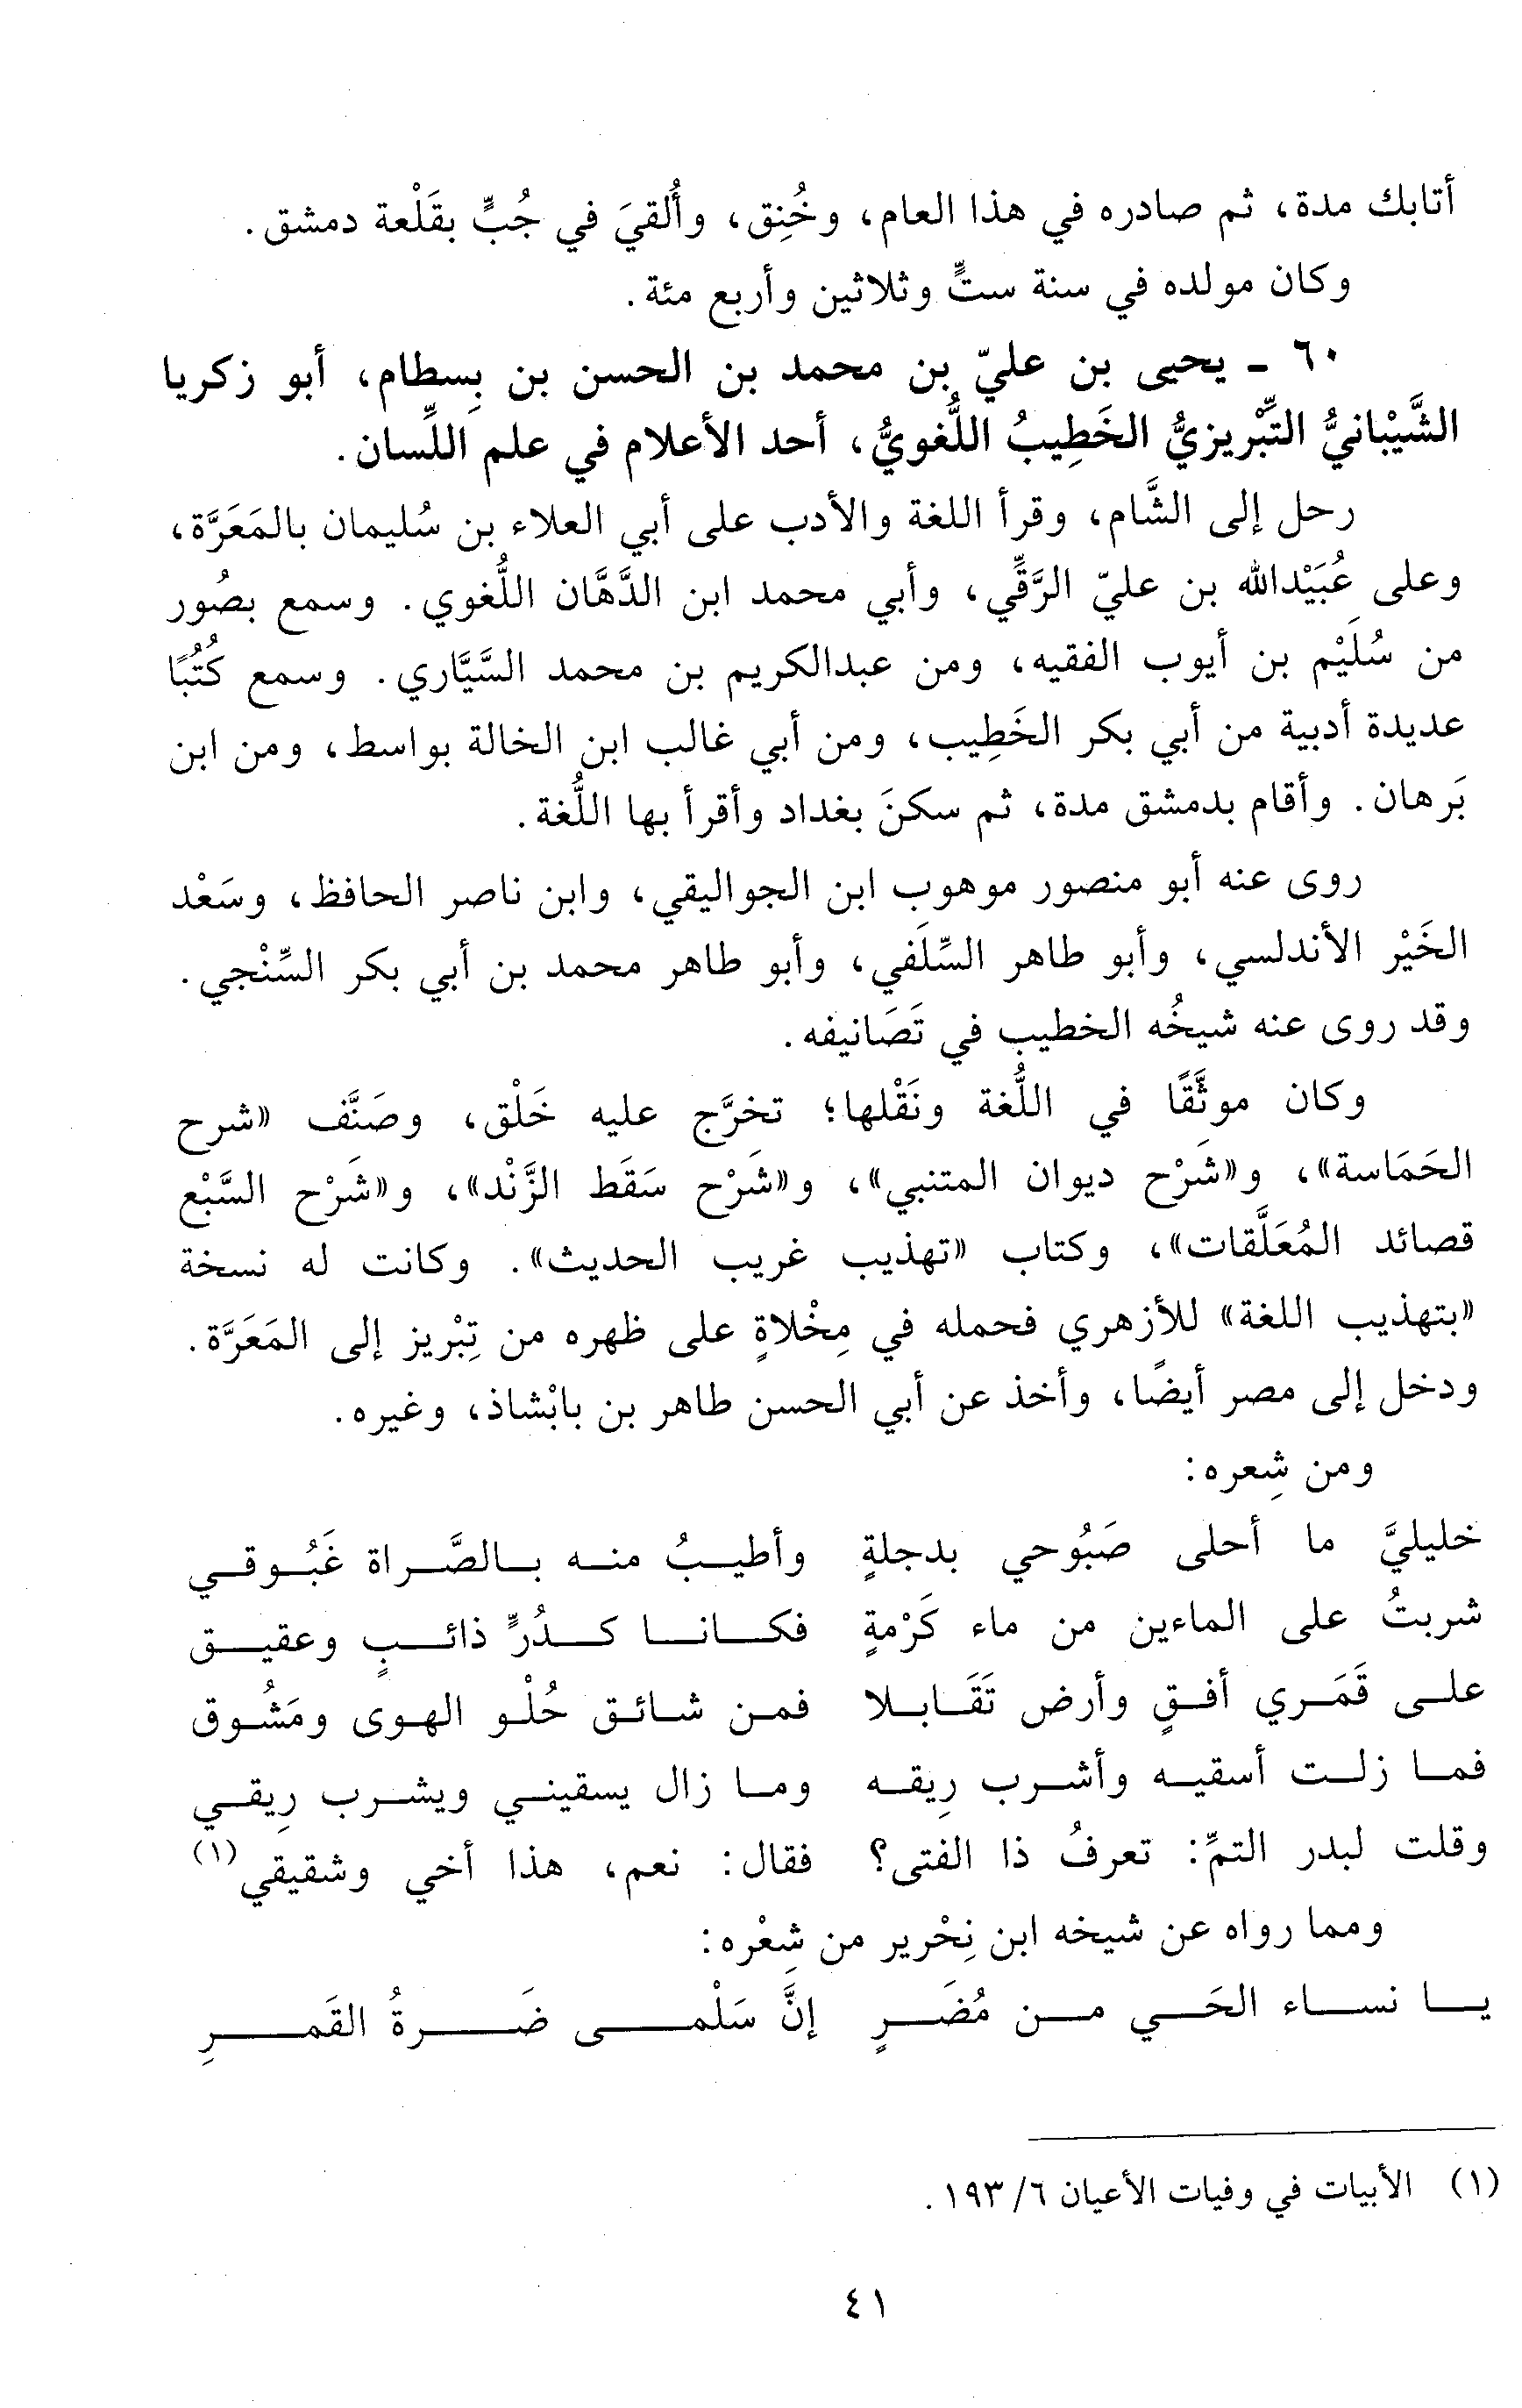 أتابك مدة، ثم صادره في هذا العام، وخُنِق، وأُلقيَ في جُبٍّ بقَلْعة دمشق.
وكان مولده في سنة ستٍّ وثلاثين وأربع مئة.
٦٠ - يحيى بن عليّ بن محمد بن الحسن بن بِسطام، أبو زكريا
الشَّيْبانيُّ التِّبْريزيُّ الخَطِيبُ اللُّغويُّ، أحد الأعلام في علم اللِّسان.
رحل إلى الشَّام، وقرأ اللغة والأدب على أبي العلاء بن سُليمان بالمَعَرَّة،
وعلى عُبَيْدالله بن عليّ الرَّقِّي، وأبي محمد ابن الدَّهَّان اللُّغوي. وسمع بصُور
من سُلَيْم بن أيوب الفقيه، ومن عبدالكريم بن محمد السَّيَّاري. وسمع كُتُبًا
عديدة أدبية من أبي بكر الخَطِيب، ومن أبي غالب ابن الخالة بواسط، ومن ابن
بَرهان. وأقام بدمشق مدة، ثم سكنَ بغداد وأقرأ بها اللُّغة.
روى عنه أبو منصور موهوب ابن الجواليقي، وابن ناصر الحافظ، وسَعْد
الخَيْر الأندلسي، وأبو طاهر السِّلَفي، وأبو طاهر محمد بن أبي بكر السِّنْجي.
وقد روى عنه شيخُه الخطيب في تَصَانيفه.
وكان موثَّقًا في اللُّغة ونَقْلها؛ تخرَّج عليه خَلْق، وصَنَّف «شرح
الحَمَاسة»، و«شَرْح ديوان المتنبي»، و«شَرْح سَقَط الزَّنْد»، و«شَرْح السَّبْع
قصائد المُعَلَّقات»، وكتاب «تهذيب غريب الحديث». وكانت له نسخة
«بتهذيب اللغة» للأزهري فحمله في مِخْلاةٍ على ظهره من تِبْريز إلى المَعَرَّة.
ودخل إلى مصر أيضًا، وأخذ عن أبي الحسن طاهر بن بابْشاذ، وغيره.
ومن شِعره:
خليليَّ ما أحلى صَبُوحي بدجلةٍ وأطيبُ منه بالصَّراة غَبُوقي
شربتُ على الماءين من ماء كَرْمةٍ فكانا كدُرٍّ ذائبٍ وعقيق
على قَمَري أفقٍ وأرض تَقَابلا فمن شائق حُلْو الهوى ومَشُوق
فما زلت أسقيه وأشرب رِيقه وما زال يسقيني ويشرب رِيقي
وقلت لبدر التمِّ: تعرفُ ذا الفتى؟ فقال: نعم، هذا أخي وشقيقي(١)
ومما رواه عن شيخه ابن نِحْرير من شِعْره:
يا نساء الحَي من مُضَرٍ إنَّ سَلْمى ضَرةُ القَمرِ
(١) الأبيات في وفيات الأعيان ٦/ ١٩٣.
٤١